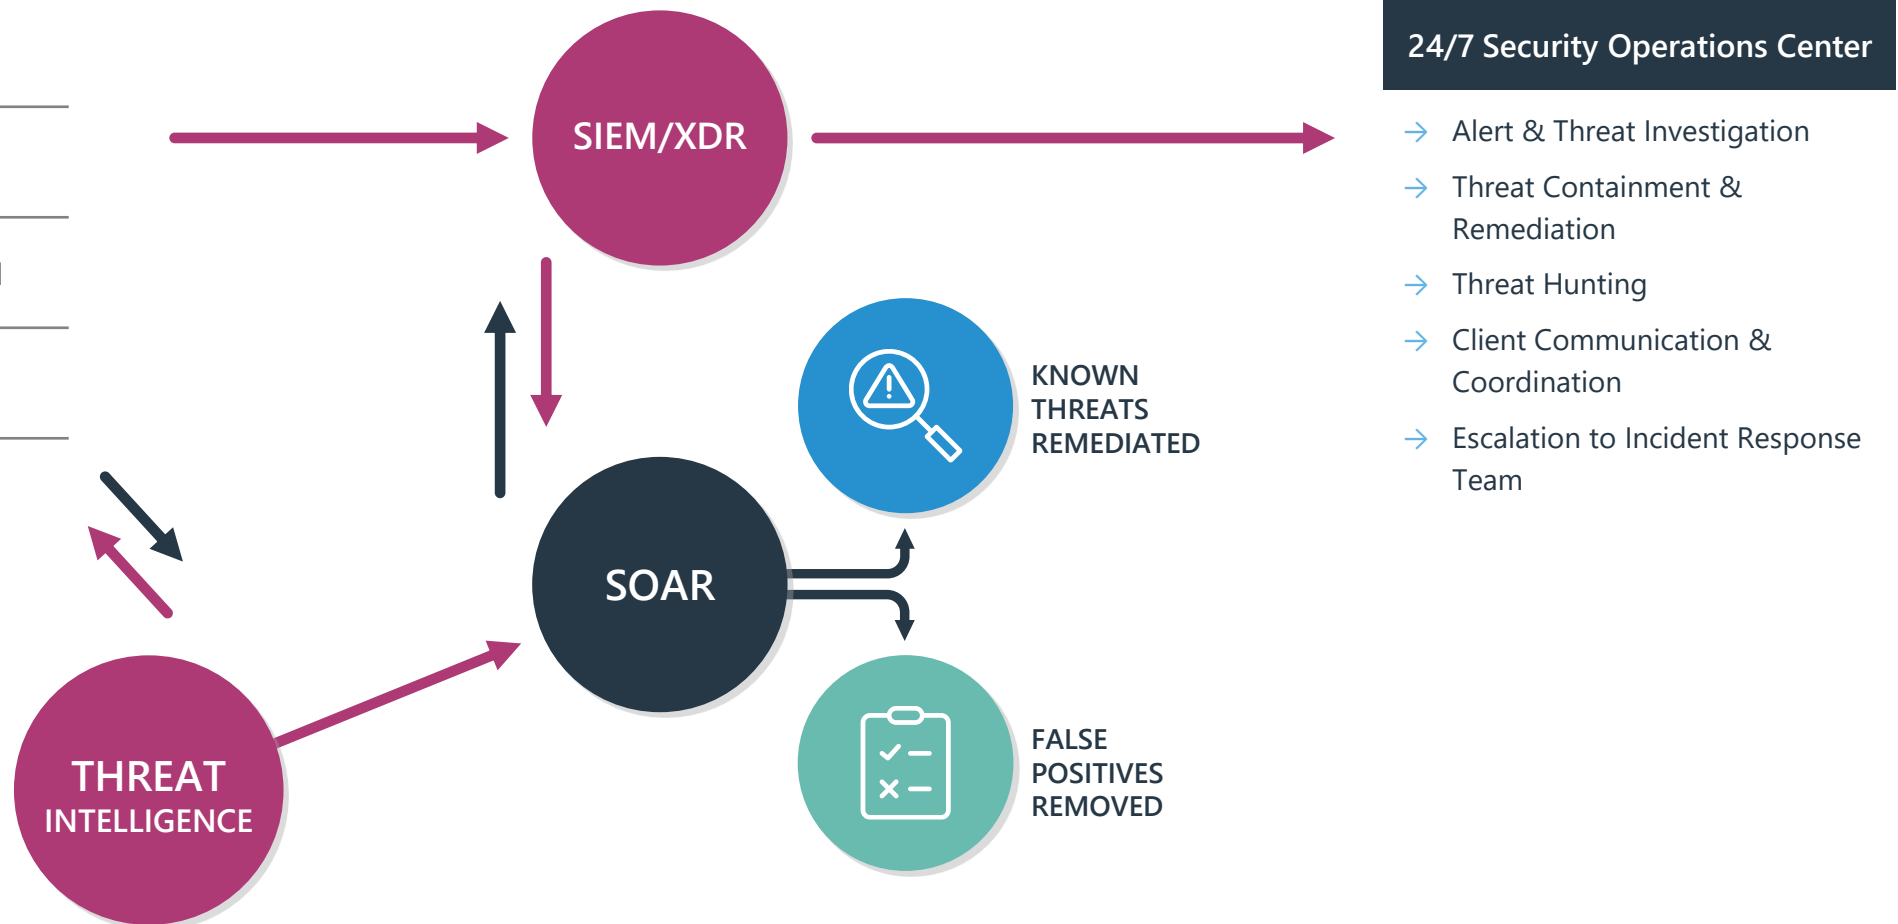 24/7 Security Operations Center
SIEM/XDR
Alert & Threat Investigation
Threat Containment &
Remediation
Threat Hunting
Client Communication &
Coordination
Escalation to Incident Response
Team
KNOWN
THREATS
REMEDIATED
SOAR
THREAT
INTELLIGENCE
FALSE
POSITIVES
REMOVED